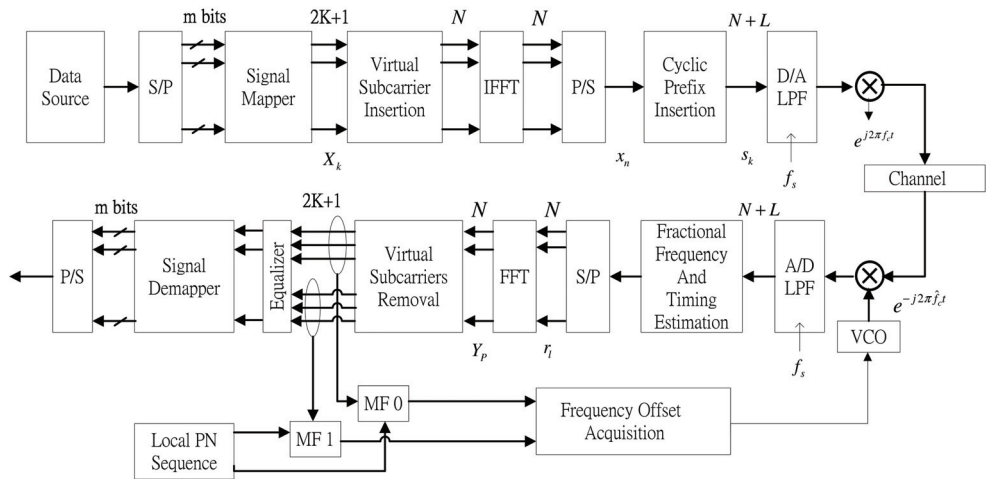 m bits
2K+1
N
N
N + L
Data
Source
S/P
Signal
Mapper
Virtual
Subcarrier
Insertion
IFFT
P/S
Cyclic
Prefix
Insertion
D/A
LPF
X_k
x_n
s_k
f_s
e^{j2πf_c t}
Channel
m bits
2K+1
N
N
N + L
P/S
Signal
Demapper
Equalizer
Virtual
Subcarriers
Removal
FFT
S/P
Fractional
Frequency
And
Timing
Estimation
A/D
LPF
e^{-j2πf̂_c t}
VCO
Y_P
r_l
f_s
MF 0
MF 1
Frequency Offset
Acquisition
Local PN
Sequence